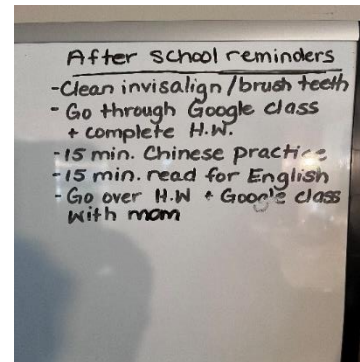 After school reminders
-Clean invisalign/brush teeth
- Go through Google class
+ complete H.W.
-15 min. Chinese practice
-15 min. read for English
- Go over H.W + Google class
with mom